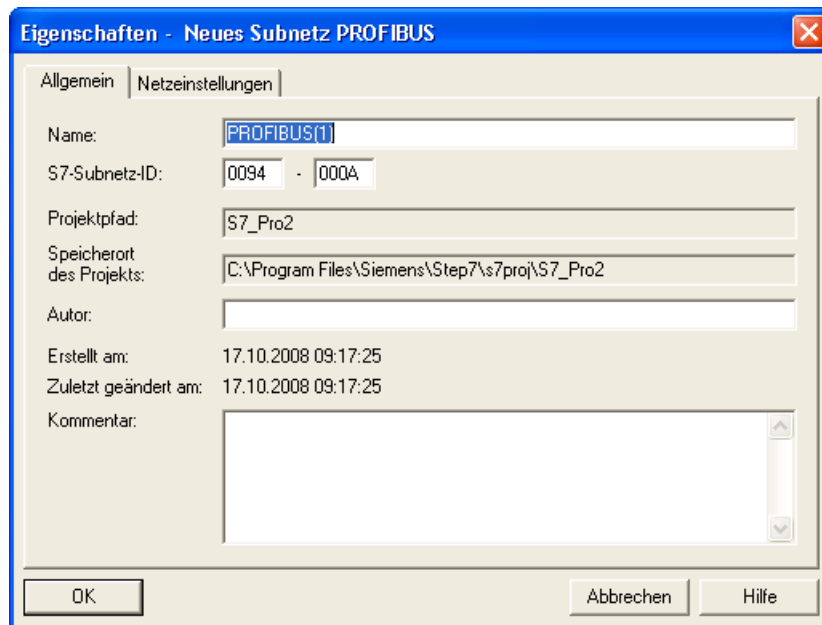 Eigenschaften - Neues Subnetz PROFIBUS
Allgemein Netzeinstellungen
Name: PROFIBUS(1)
S7-Subnetz-ID: 0094 - 000A
Projektpfad: S7_Pro2
Speicherort
des Projekts: C:\Program Files\Siemens\Step7\s7proj\S7_Pro2
Autor:
Erstellt am: 17.10.2008 09:17:25
Zuletzt geändert am: 17.10.2008 09:17:25
Kommentar:
OK Abbrechen Hilfe